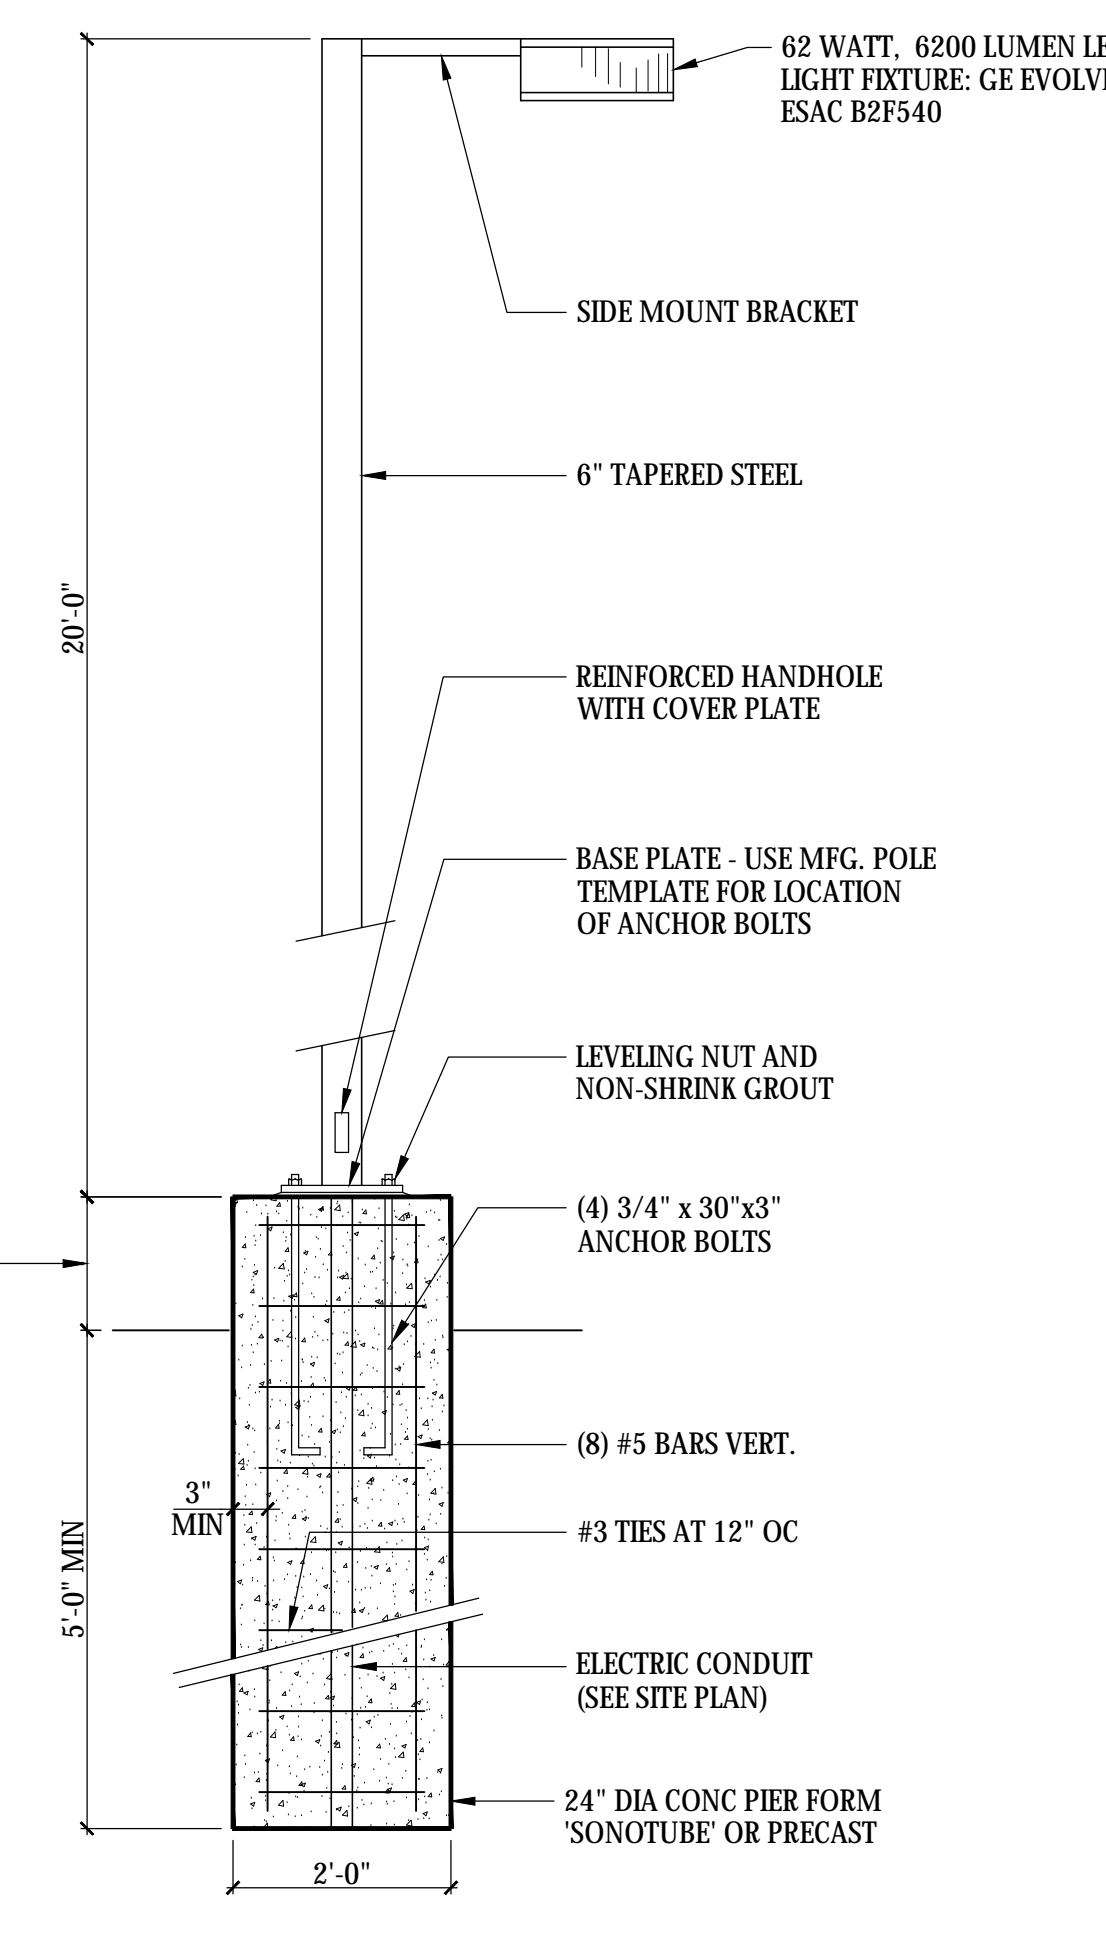 62 WATT, 6200 LUMEN LE
LIGHT FIXTURE: GE EVOLV
ESAC B2F540
SIDE MOUNT BRACKET
6" TAPERED STEEL
20'-0"
REINFORCED HANDHOLE
WITH COVER PLATE
BASE PLATE - USE MFG. POLE
TEMPLATE FOR LOCATION
OF ANCHOR BOLTS
LEVELING NUT AND
NON-SHRINK GROUT
(4) 3/4" x 30"x3"
ANCHOR BOLTS
(8) #5 BARS VERT.
3"
MIN
#3 TIES AT 12" OC
5'-0" MIN
ELECTRIC CONDUIT
(SEE SITE PLAN)
24" DIA CONC PIER FORM
'SONOTUBE' OR PRECAST
2'-0"